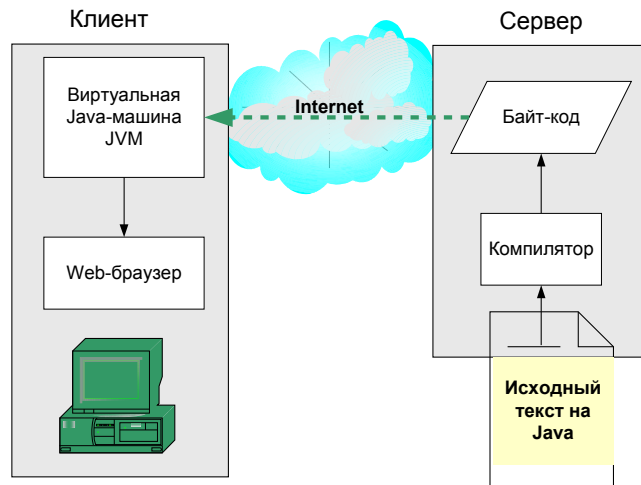 Клиент
Сервер
Виртуальная
Java-машина
JVM
Internet
Байт-код
Web-браузер
Компилятор
Исходный
текст на
Java